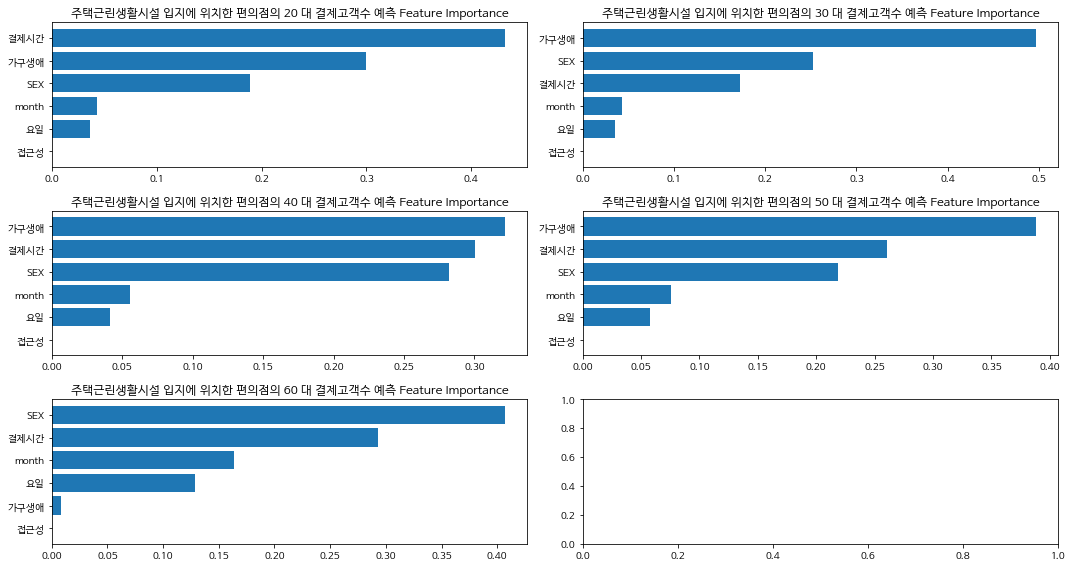 주택근린생활시설 입지에 위치한 편의점의 20 대 결제고객수 예측 Feature Importance
결제시간
가구생애
SEX
month
요일
접근성
0.0 0.1 0.2 0.3 0.4
주택근린생활시설 입지에 위치한 편의점의 30 대 결제고객수 예측 Feature Importance
가구생애
SEX
결제시간
month
요일
접근성
0.0 0.1 0.2 0.3 0.4 0.5
주택근린생활시설 입지에 위치한 편의점의 40 대 결제고객수 예측 Feature Importance
가구생애
결제시간
SEX
month
요일
접근성
0.00 0.05 0.10 0.15 0.20 0.25 0.30
주택근린생활시설 입지에 위치한 편의점의 50 대 결제고객수 예측 Feature Importance
가구생애
결제시간
SEX
month
요일
접근성
0.00 0.05 0.10 0.15 0.20 0.25 0.30 0.35 0.40
주택근린생활시설 입지에 위치한 편의점의 60 대 결제고객수 예측 Feature Importance
SEX
결제시간
month
요일
가구생애
접근성
0.00 0.05 0.10 0.15 0.20 0.25 0.30 0.35 0.40
1.0
0.8
0.6
0.4
0.2
0.0
0.0 0.2 0.4 0.6 0.8 1.0